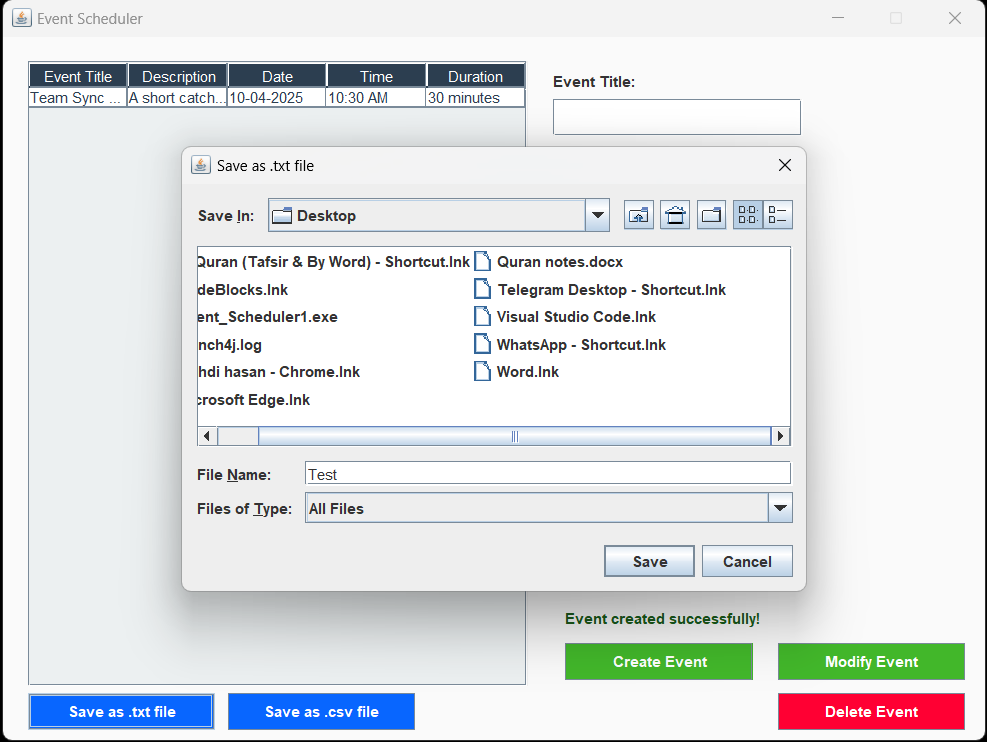 Event Scheduler
Event Title Description Date Time Duration
Team Sync ... A short catch... 10-04-2025 10:30 AM 30 minutes
Event Title:
Save as .txt file
Save In: Desktop
Quran (Tafsir & By Word) - Shortcut.lnk Quran notes.docx
deBlocks.lnk Telegram Desktop - Shortcut.lnk
ent_Scheduler1.exe Visual Studio Code.lnk
nch4j.log WhatsApp - Shortcut.lnk
hdi hasan - Chrome.lnk Word.lnk
crosoft Edge.lnk
File Name: Test
Files of Type: All Files
Save Cancel
Event created successfully!
Create Event Modify Event
Save as .txt file Save as .csv file Delete Event